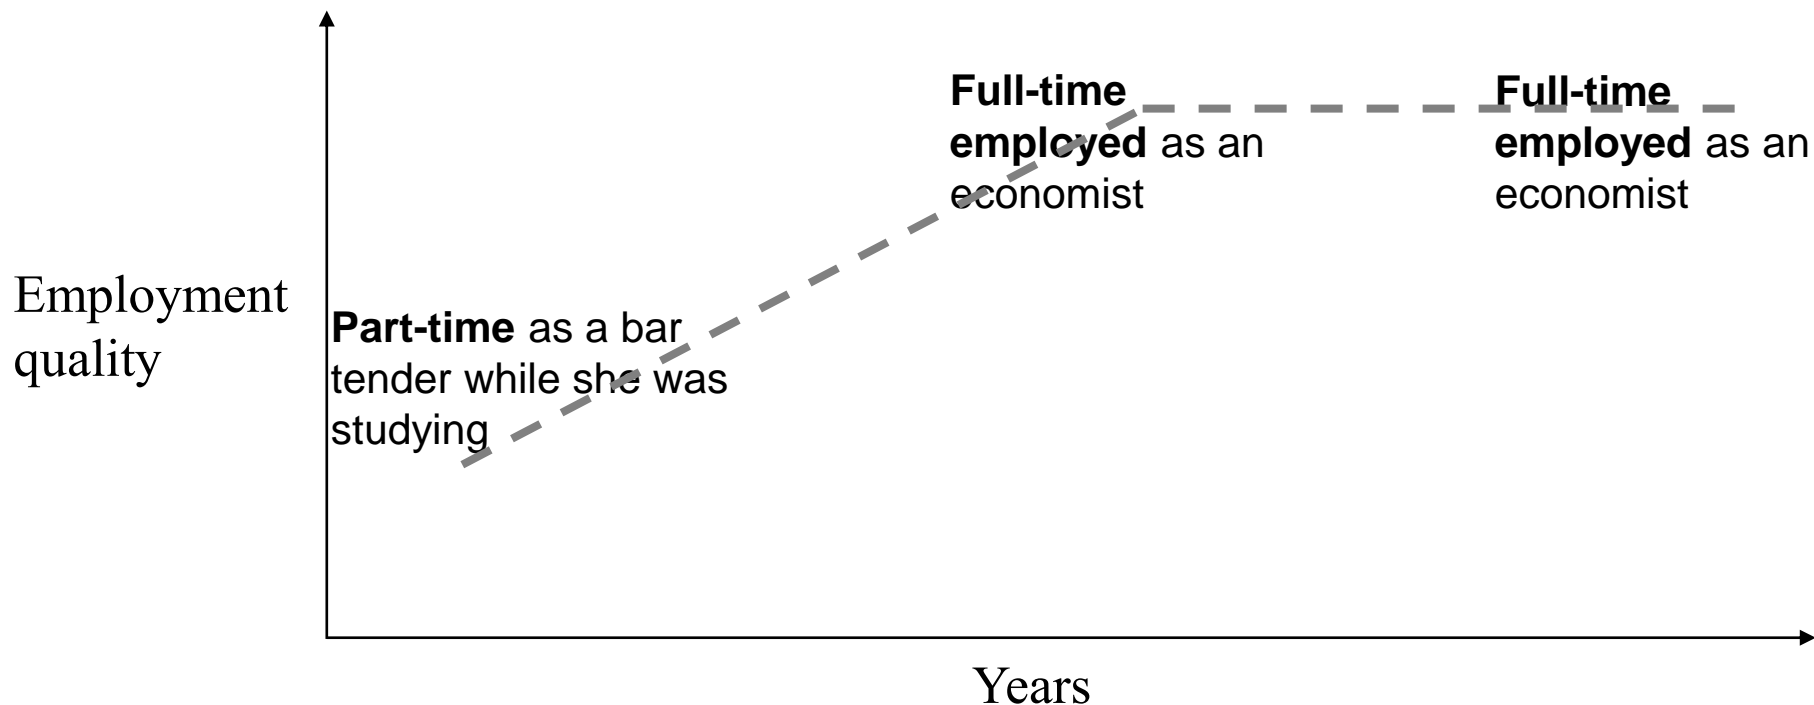 Full-time
employed as an
economist
Full-time
employed as an
economist
Employment
quality
Part-time as a bar
tender while she was
studying
Years